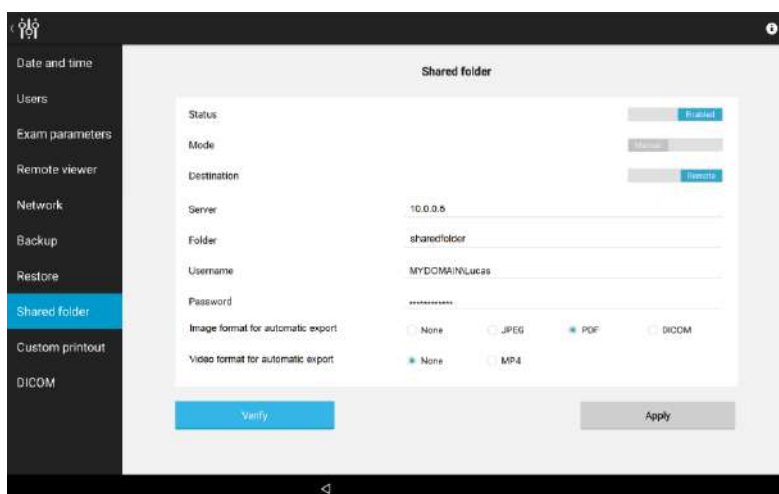 Date and time
Users
Exam parameters
Remote viewer
Network
Backup
Restore
Shared folder
Custom printout
DICOM
Shared folder
Status Enabled
Mode Manual
Destination Remote
Server 10.0.0.5
Folder sharedfolder
Username MYDOMAIN\Lucas
Password ************
Image format for automatic export None JPEG PDF DICOM
Video format for automatic export None MP4
Verify Apply